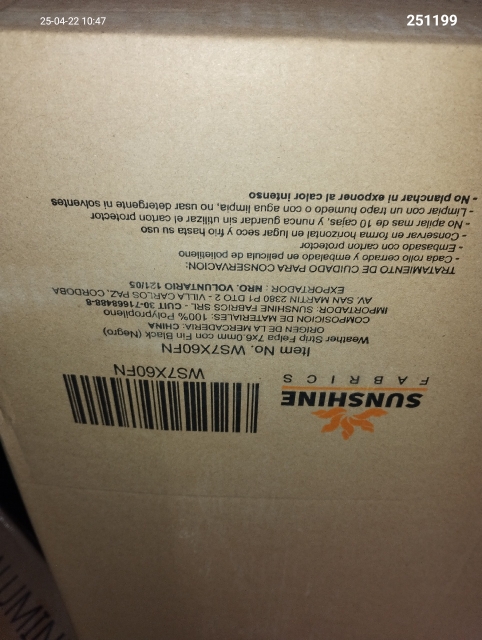 25-04-22 10:47
251199
SUNSHINE
FABRICS
WS7X60FN
Item No. WS7X60FN
Weather Strip Felpa 7x6.0mm con Fin Black (Negro)
ORIGEN DE LA MERCADERIA: CHINA
COMPOSICION DE MATERIALES: 100% Polypropileno
IMPORTADOR: SUNSHINE FABRICS SRL - CUIT 30-71668488-8
AV. SAN MARTIN 2380 P1 DTO 2 - VILLA CARLOS PAZ, CORDOBA
EXPORTADOR: NRO. VOLUNTARIO 121/05
TRATAMIENTO DE CUIDADO PARA CONSERVACION:
- Cada rollo cerrado y embalado en pelicula de polietileno
- Embasado con carton protector
- Conservar en forma horizontal en lugar seco y frio y hasta su uso
- No apilar mas de 10 cajas, y nunca guardar sin utilizar el carton protector
- Limpiar con un trapo humedo o con agua limpia, no usar detergente ni solventes
- No planchar ni exponer al calor intenso